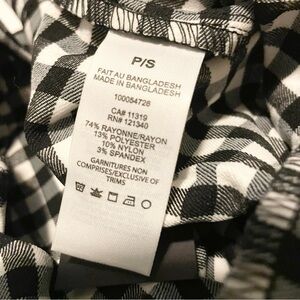 P/S
FAIT AU BANGLADESH
MADE IN BANGLADESH
100054728
CA# 11319
RN# 121340
74% RAYONNE/RAYON
13% POLYESTER
10% NYLON
3% SPANDEX
GARNITURES NON
COMPRISES/EXCLUSIVE OF
TRIMS